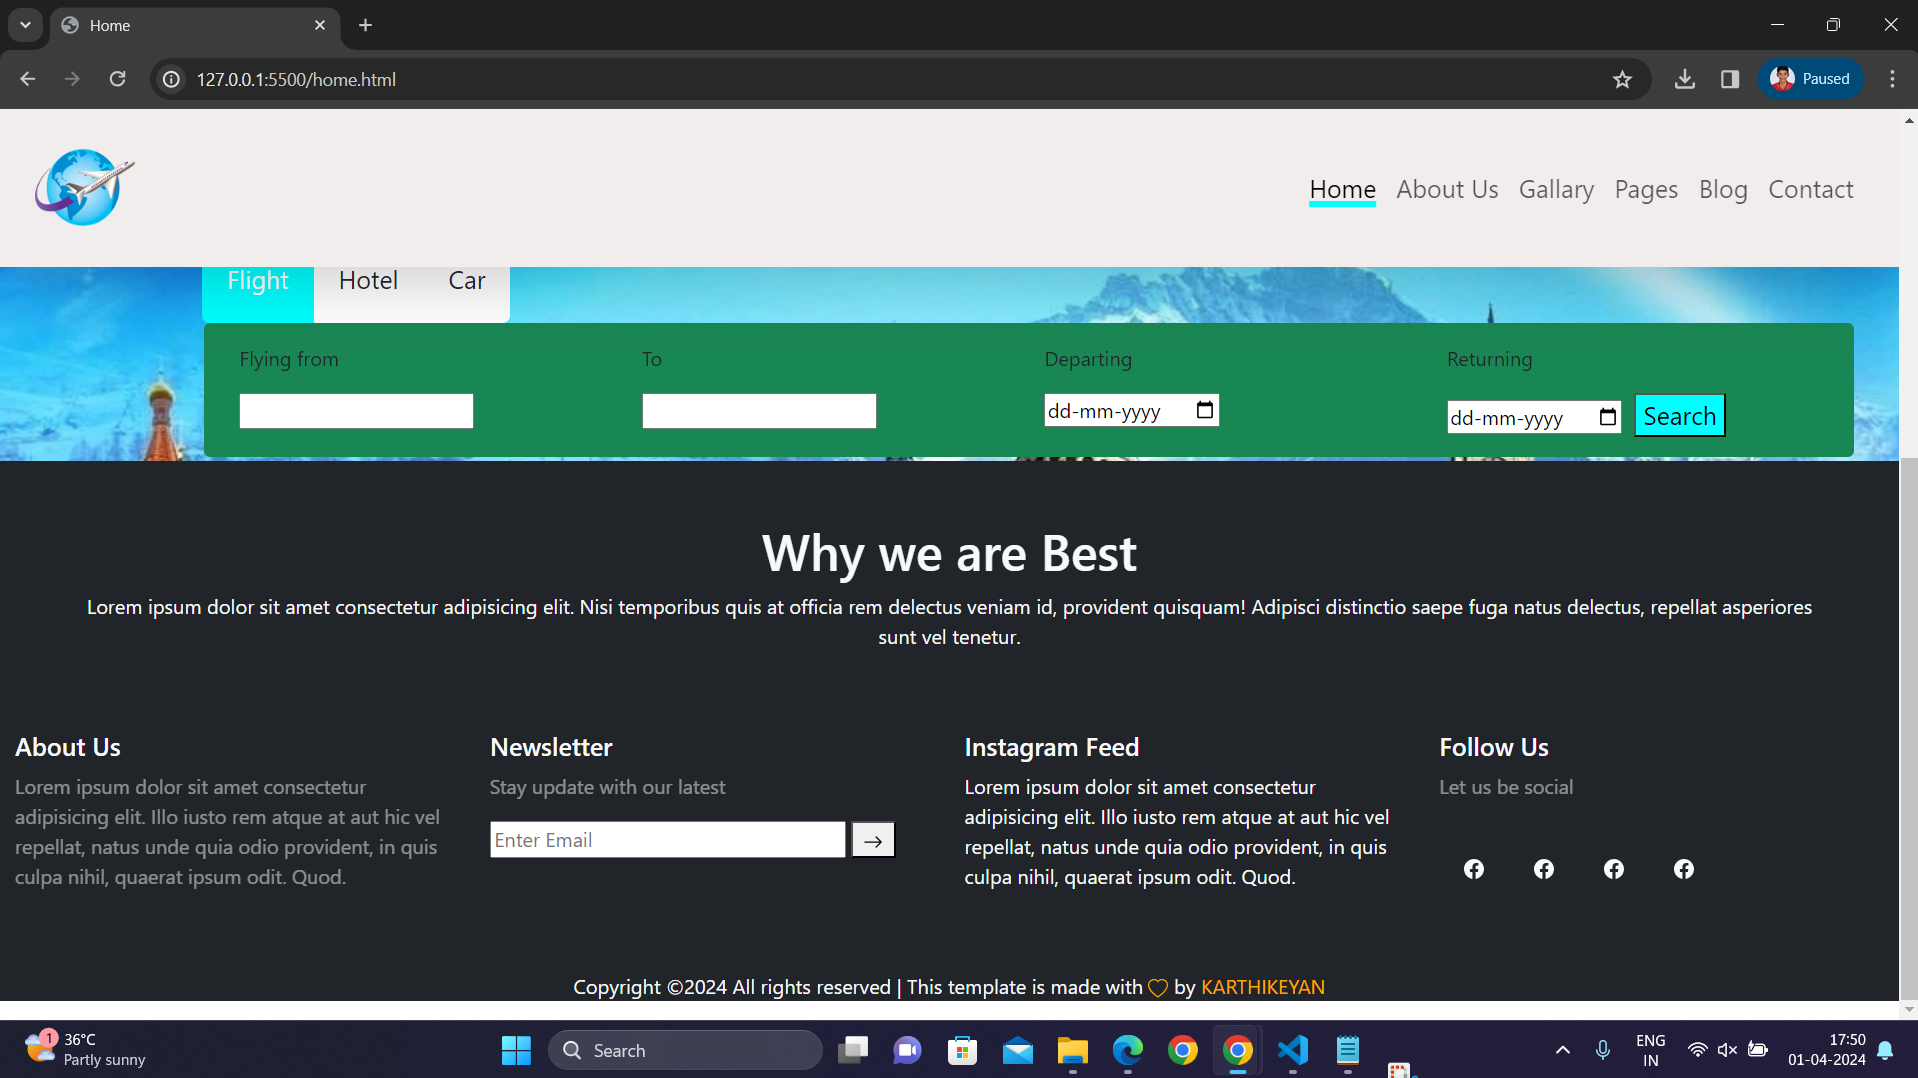 Home
127.0.0.1:5500/home.html
Paused
Home About Us Gallary Pages Blog Contact
Flight Hotel Car
Flying from To Departing Returning
dd-mm-yyyy dd-mm-yyyy Search
Why we are Best
Lorem ipsum dolor sit amet consectetur adipisicing elit. Nisi temporibus quis at officia rem delectus veniam id, provident quisquam! Adipisci distinctio saepe fuga natus delectus, repellat asperiores
sunt vel tenetur.
About Us
Lorem ipsum dolor sit amet consectetur
adipisicing elit. Illo iusto rem atque at aut hic vel
repellat, natus unde quia odio provident, in quis
culpa nihil, quaerat ipsum odit. Quod.
Newsletter
Stay update with our latest
Enter Email
Instagram Feed
Lorem ipsum dolor sit amet consectetur
adipisicing elit. Illo iusto rem atque at aut hic vel
repellat, natus unde quia odio provident, in quis
culpa nihil, quaerat ipsum odit. Quod.
Follow Us
Let us be social
Copyright ©2024 All rights reserved | This template is made with ♡ by KARTHIKEYAN
1
36°C
Partly sunny
Search
ENG
IN
17:50
01-04-2024